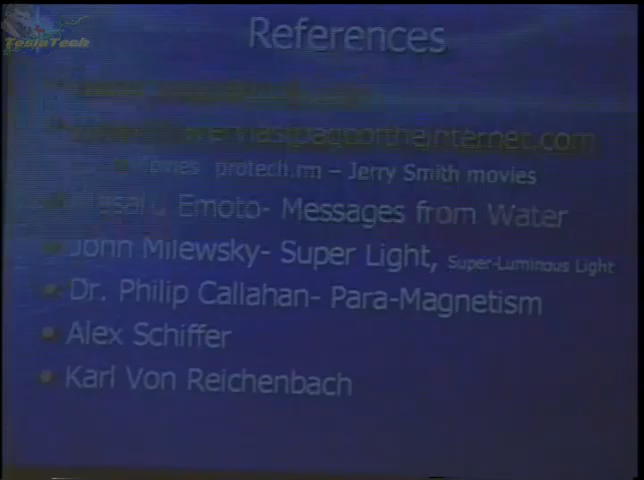 TeslaTech
References
protech.rm – Jerry Smith movies
Emoto- Messages from Water
John Milewsky- Super Light, Super-Luminous Light
Dr. Philip Callahan- Para-Magnetism
Alex Schiffer
Karl Von Reichenbach